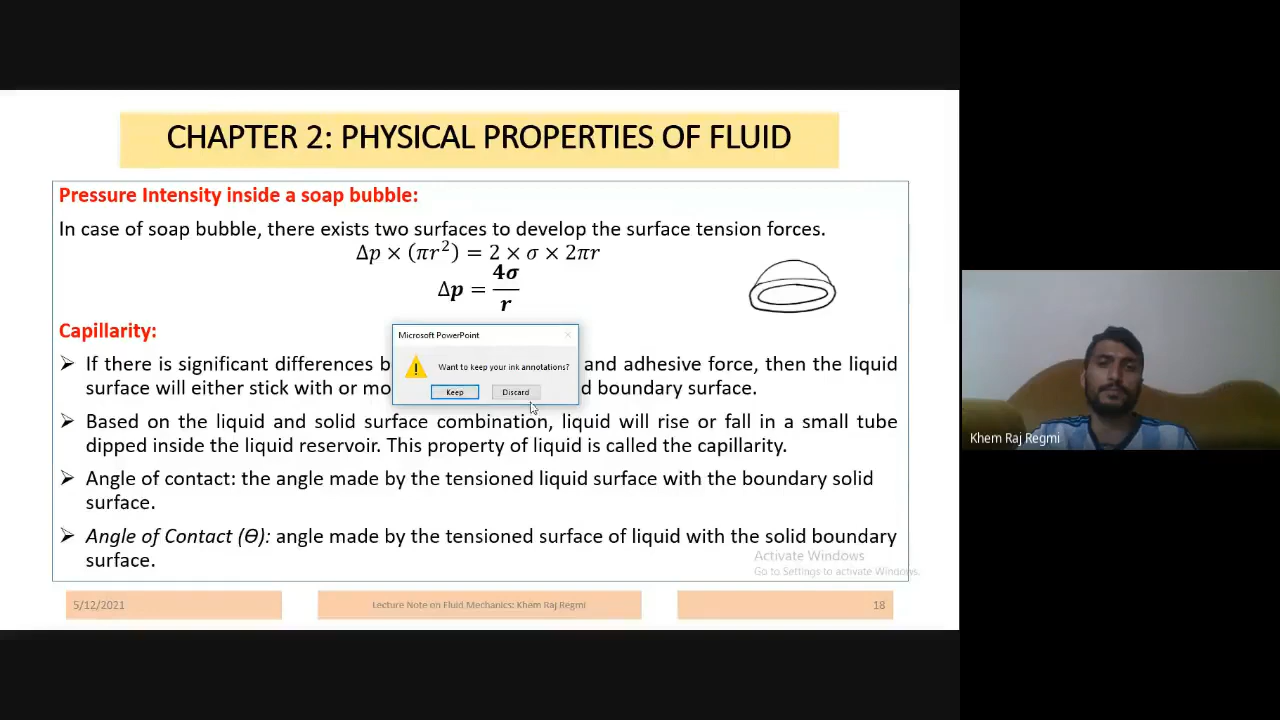 CHAPTER 2: PHYSICAL PROPERTIES OF FLUID
Pressure Intensity inside a soap bubble:
In case of soap bubble, there exists two surfaces to develop the surface tension forces.
Δp × (πr²) = 2 × σ × 2πr
Δp = 4σ/r
Capillarity:
➢ If there is significant differences b and adhesive force, then the liquid
surface will either stick with or mo d boundary surface.
Microsoft PowerPoint
Want to keep your ink annotations?
Keep Discard
➢ Based on the liquid and solid surface combination, liquid will rise or fall in a small tube
dipped inside the liquid reservoir. This property of liquid is called the capillarity.
➢ Angle of contact: the angle made by the tensioned liquid surface with the boundary solid
surface.
➢ Angle of Contact (Ɵ): angle made by the tensioned surface of liquid with the solid boundary
surface.
Activate Windows
Go to Settings to activate Windows.
5/12/2021
Lecture Note on Fluid Mechanics: Khem Raj Regmi
18
Khem Raj Regmi